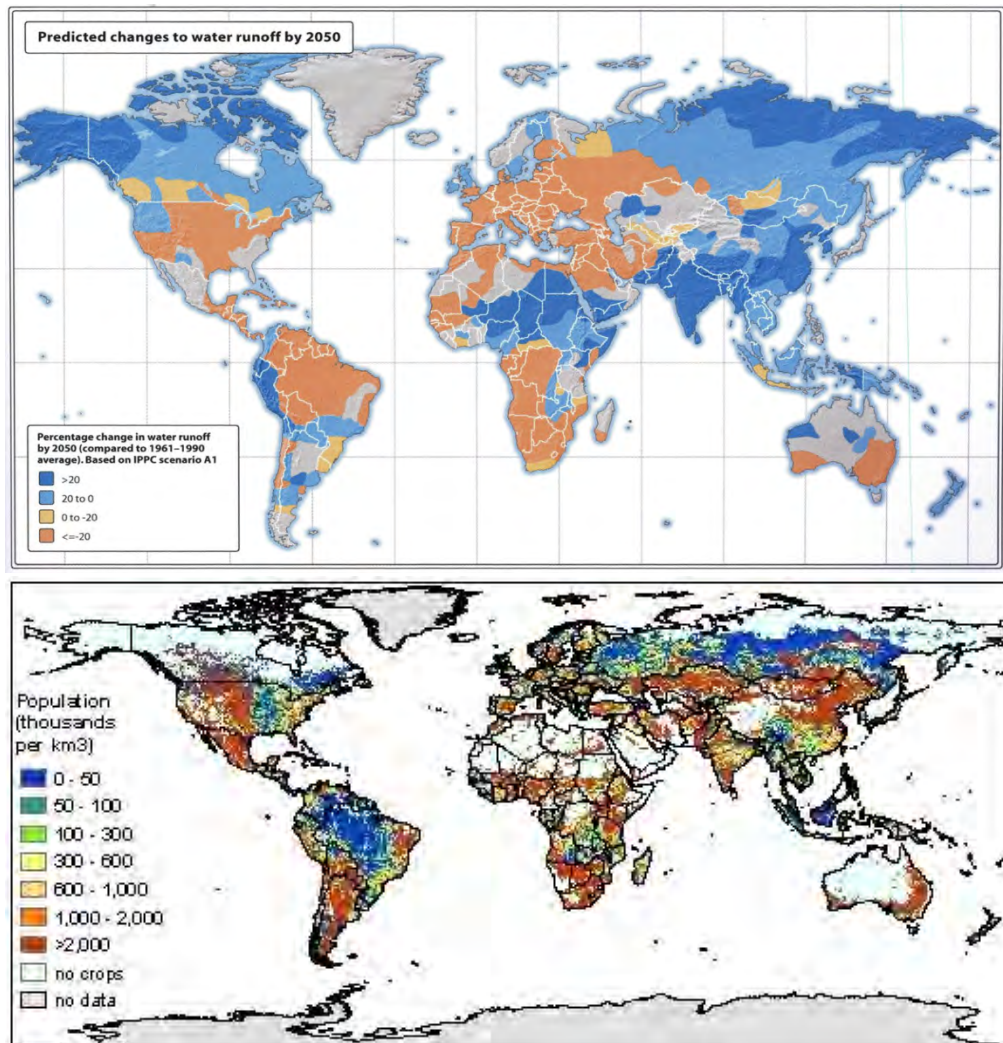 Predicted changes to water runoff by 2050
Percentage change in water runoff
by 2050 (compared to 1961–1990
average). Based on IPPC scenario A1
>20
20 to 0
0 to -20
<=-20
Population
(thousands
per km3)
0 - 50
50 - 100
100 - 300
300 - 600
600 - 1,000
1,000 - 2,000
>2,000
no crops
no data